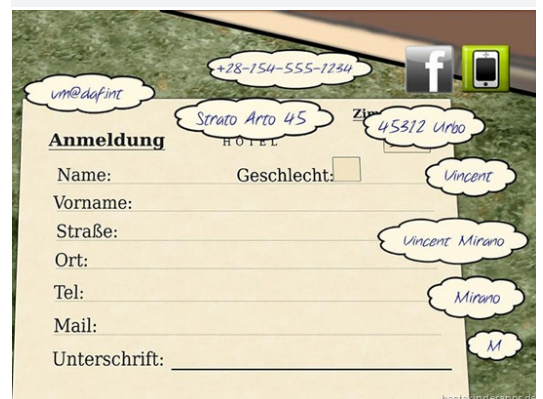 +28-154-555-1234
vm@daf.int
Strato Arto 45
45312 Urbo
Anmeldung
HOTEL
Name:
Geschlecht:
Vincent
Vorname:
Straße:
Vincent Mirano
Ort:
Tel:
Mirano
Mail:
M
Unterschrift: